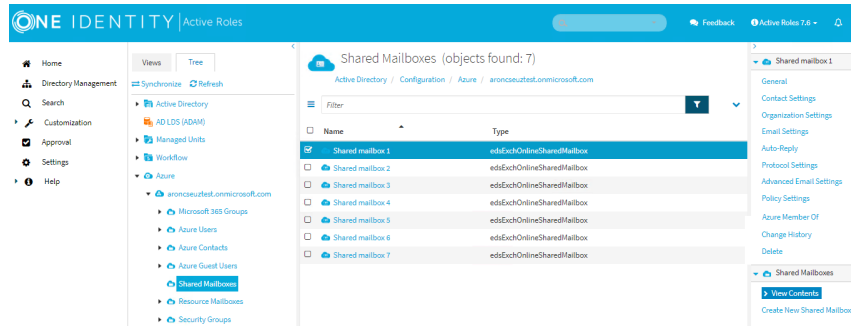 ONE IDENTITY Active Roles
Feedback
Active Roles 7.6
Home
Directory Management
Search
Customization
Approval
Settings
Help
Views Tree
Synchronize Refresh
Active Directory
AD LDS (ADAM)
Managed Units
Workflow
Azure
aroncseuztest.onmicrosoft.com
Microsoft 365 Groups
Azure Users
Azure Contacts
Azure Guest Users
Shared Mailboxes
Resource Mailboxes
Security Groups
Shared Mailboxes (objects found: 7)
Active Directory / Configuration / Azure / aroncseuztest.onmicrosoft.com
Filter
Name Type
Shared mailbox 1 edsExchOnlineSharedMailbox
Shared mailbox 2 edsExchOnlineSharedMailbox
Shared mailbox 3 edsExchOnlineSharedMailbox
Shared mailbox 4 edsExchOnlineSharedMailbox
Shared mailbox 5 edsExchOnlineSharedMailbox
Shared mailbox 6 edsExchOnlineSharedMailbox
Shared mailbox 7 edsExchOnlineSharedMailbox
Shared mailbox 1
General
Contact Settings
Organization Settings
Email Settings
Auto-Reply
Protocol Settings
Advanced Email Settings
Policy Settings
Azure Member Of
Change History
Delete
Shared Mailboxes
View Contents
Create New Shared Mailbox